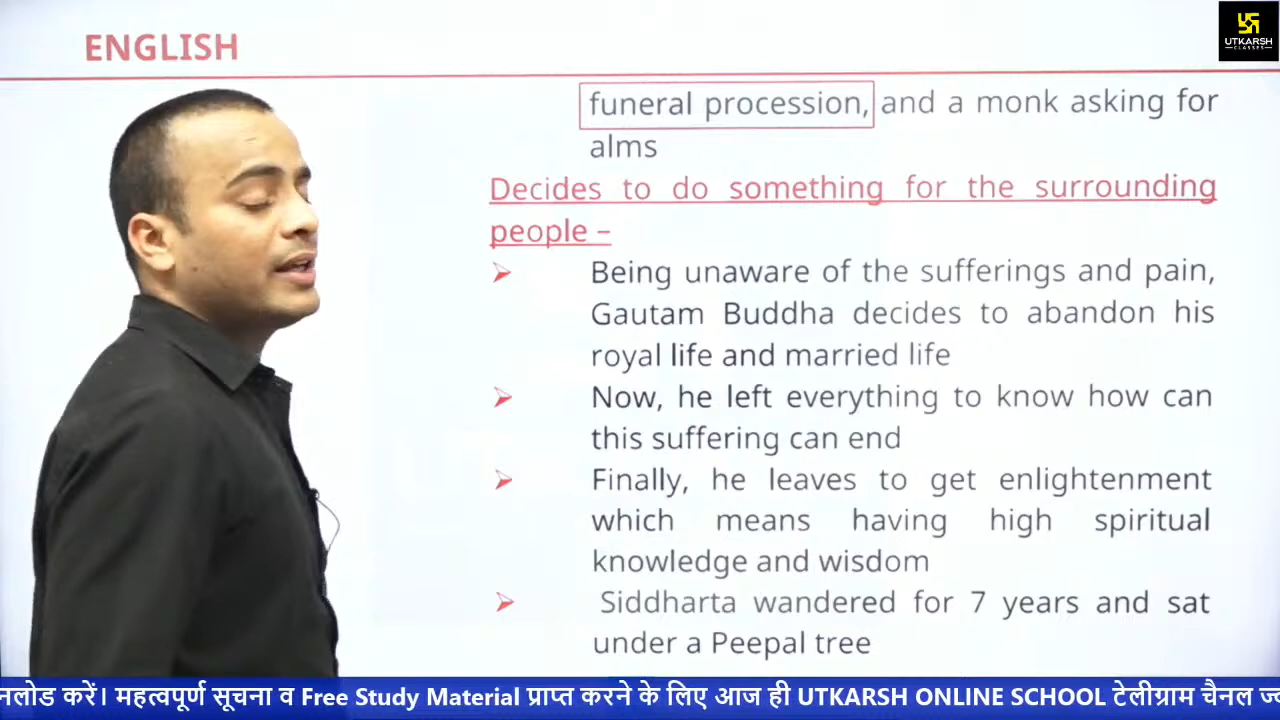 ENGLISH
UTKARSH
CLASSES
funeral procession, and a monk asking for
alms
Decides to do something for the surrounding
people –
➢ Being unaware of the sufferings and pain,
Gautam Buddha decides to abandon his
royal life and married life
➢ Now, he left everything to know how can
this suffering can end
➢ Finally, he leaves to get enlightenment
which means having high spiritual
knowledge and wisdom
➢ Siddharta wandered for 7 years and sat
under a Peepal tree
नलोड करें। महत्वपूर्ण सूचना व Free Study Material प्राप्त करने के लिए आज ही UTKARSH ONLINE SCHOOL टेलीग्राम चैनल